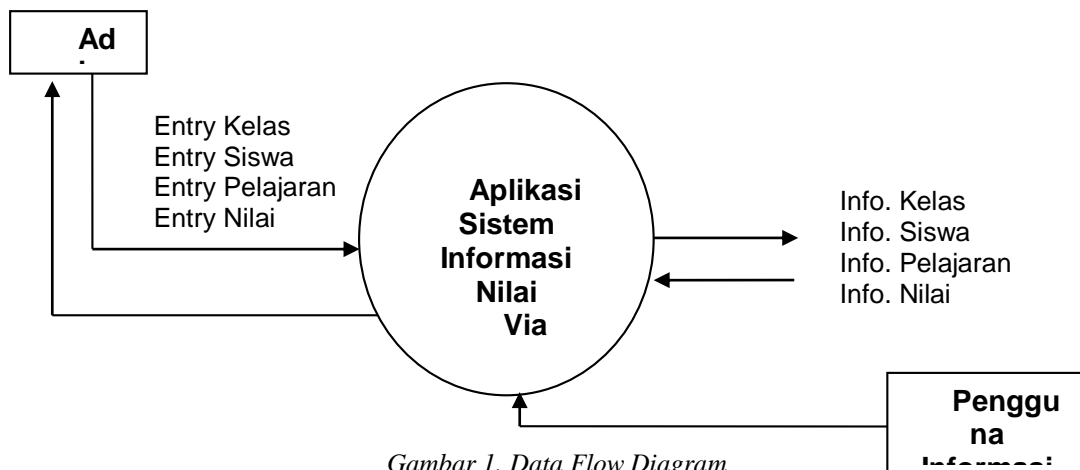 Ad
Entry Kelas
Entry Siswa
Entry Pelajaran
Entry Nilai
Aplikasi
Sistem
Informasi
Nilai
Via
Info. Kelas
Info. Siswa
Info. Pelajaran
Info. Nilai
Penggu
na
Informasi
Gambar 1. Data Flow Diagram